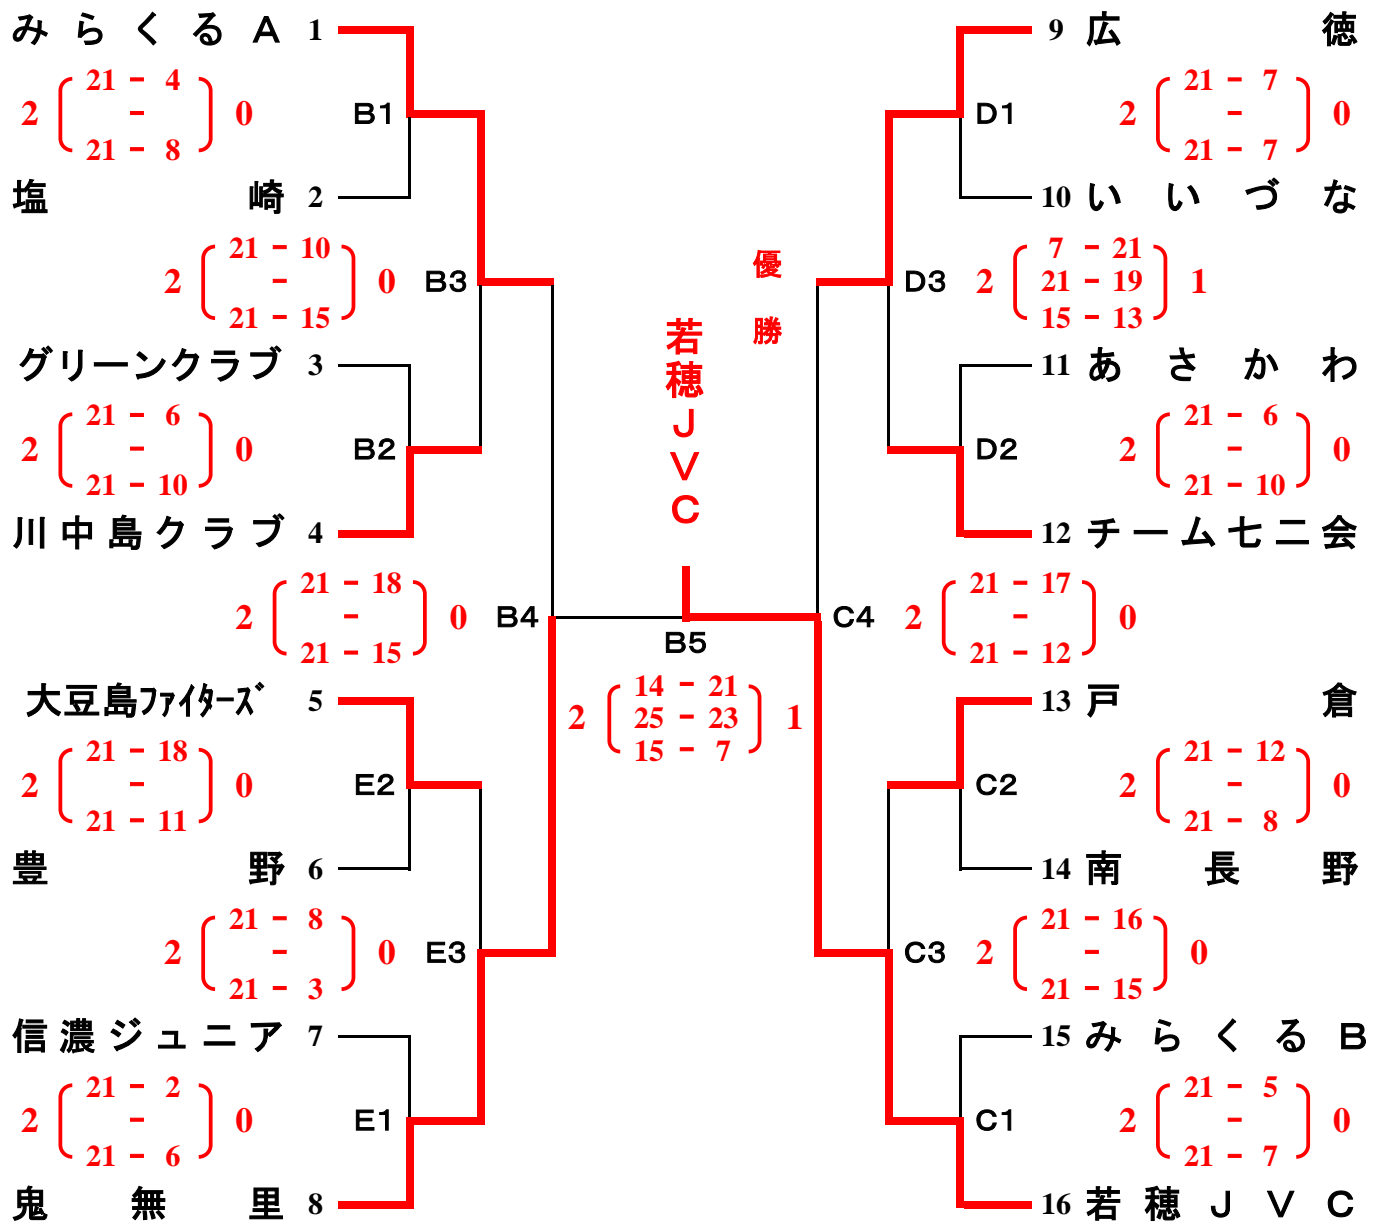 みらくるＡ 1
2 21 - 4 0
-
21 - 8
B1
塩崎 2
2 21 - 10 0
-
21 - 15
B3
グリーンクラブ 3
2 21 - 6 0
-
21 - 10
B2
川中島クラブ 4
2 21 - 18 0
-
21 - 15
B4
大豆島ﾌｧｲﾀｰｽﾞ 5
2 21 - 18 0
-
21 - 11
E2
豊野 6
2 21 - 8 0
-
21 - 3
E3
信濃ジュニア 7
2 21 - 2 0
-
21 - 6
E1
鬼無里 8
優勝
若穂ＪＶＣ
B5
2 14 - 21 1
25 - 23
15 - 7
9 広徳
D1
2 21 - 7 0
-
21 - 7
10 いいづな
D3
2 7 - 21 1
21 - 19
15 - 13
11 あさかわ
D2
2 21 - 6 0
-
21 - 10
12 チーム七二会
C4
2 21 - 17 0
-
21 - 12
13 戸倉
C2
2 21 - 12 0
-
21 - 8
14 南長野
C3
2 21 - 16 0
-
21 - 15
15 みらくるＢ
C1
2 21 - 5 0
-
21 - 7
16 若穂ＪＶＣ